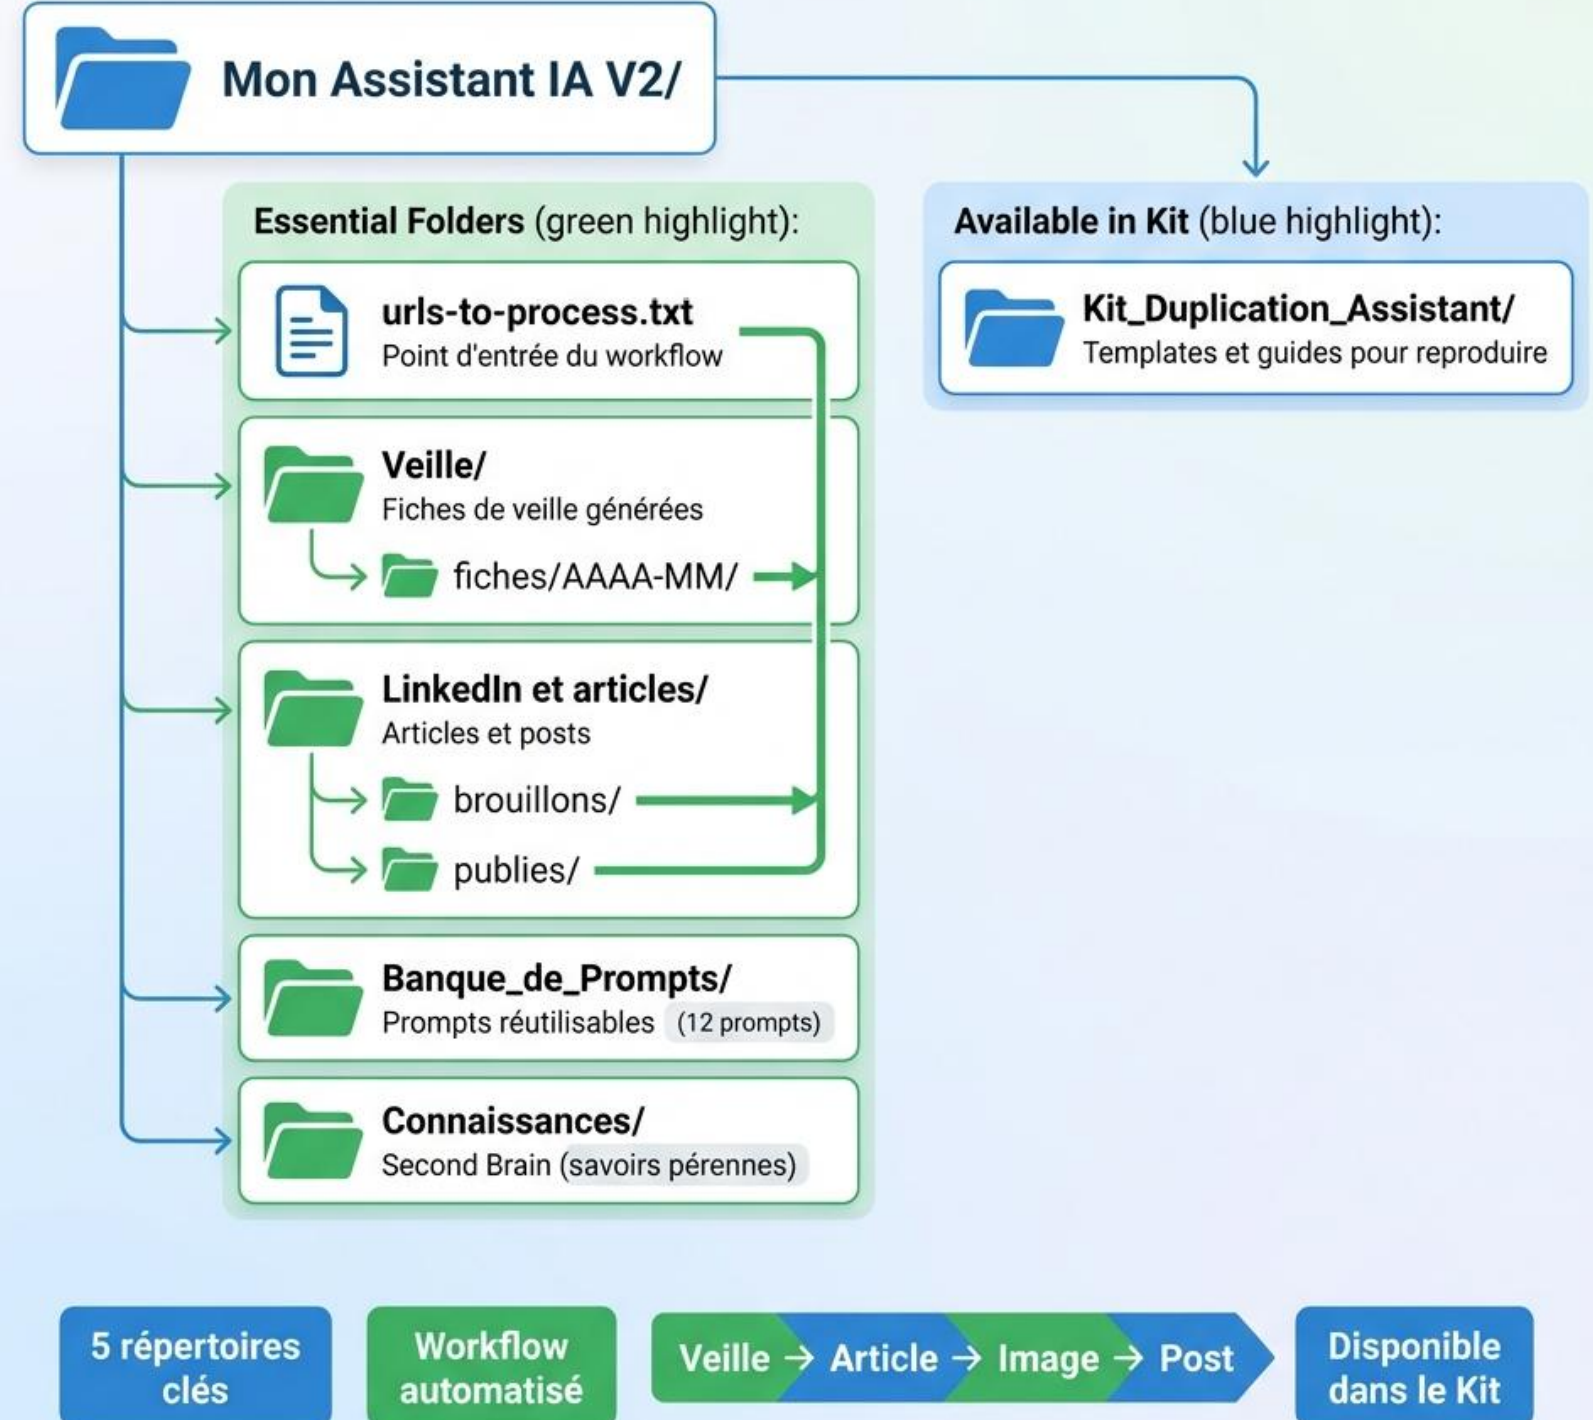 Mon Assistant IA V2/
Essential Folders (green highlight):
urls-to-process.txt
Point d'entrée du workflow
Veille/
Fiches de veille générées
fiches/AAAA-MM/
LinkedIn et articles/
Articles et posts
brouillons/
publies/
Banque_de_Prompts/
Prompts réutilisables (12 prompts)
Connaissances/
Second Brain (savoirs pérennes)
Available in Kit (blue highlight):
Kit_Duplication_Assistant/
Templates et guides pour reproduire
5 répertoires
clés
Workflow
automatisé
Veille → Article → Image → Post
Disponible
dans le Kit